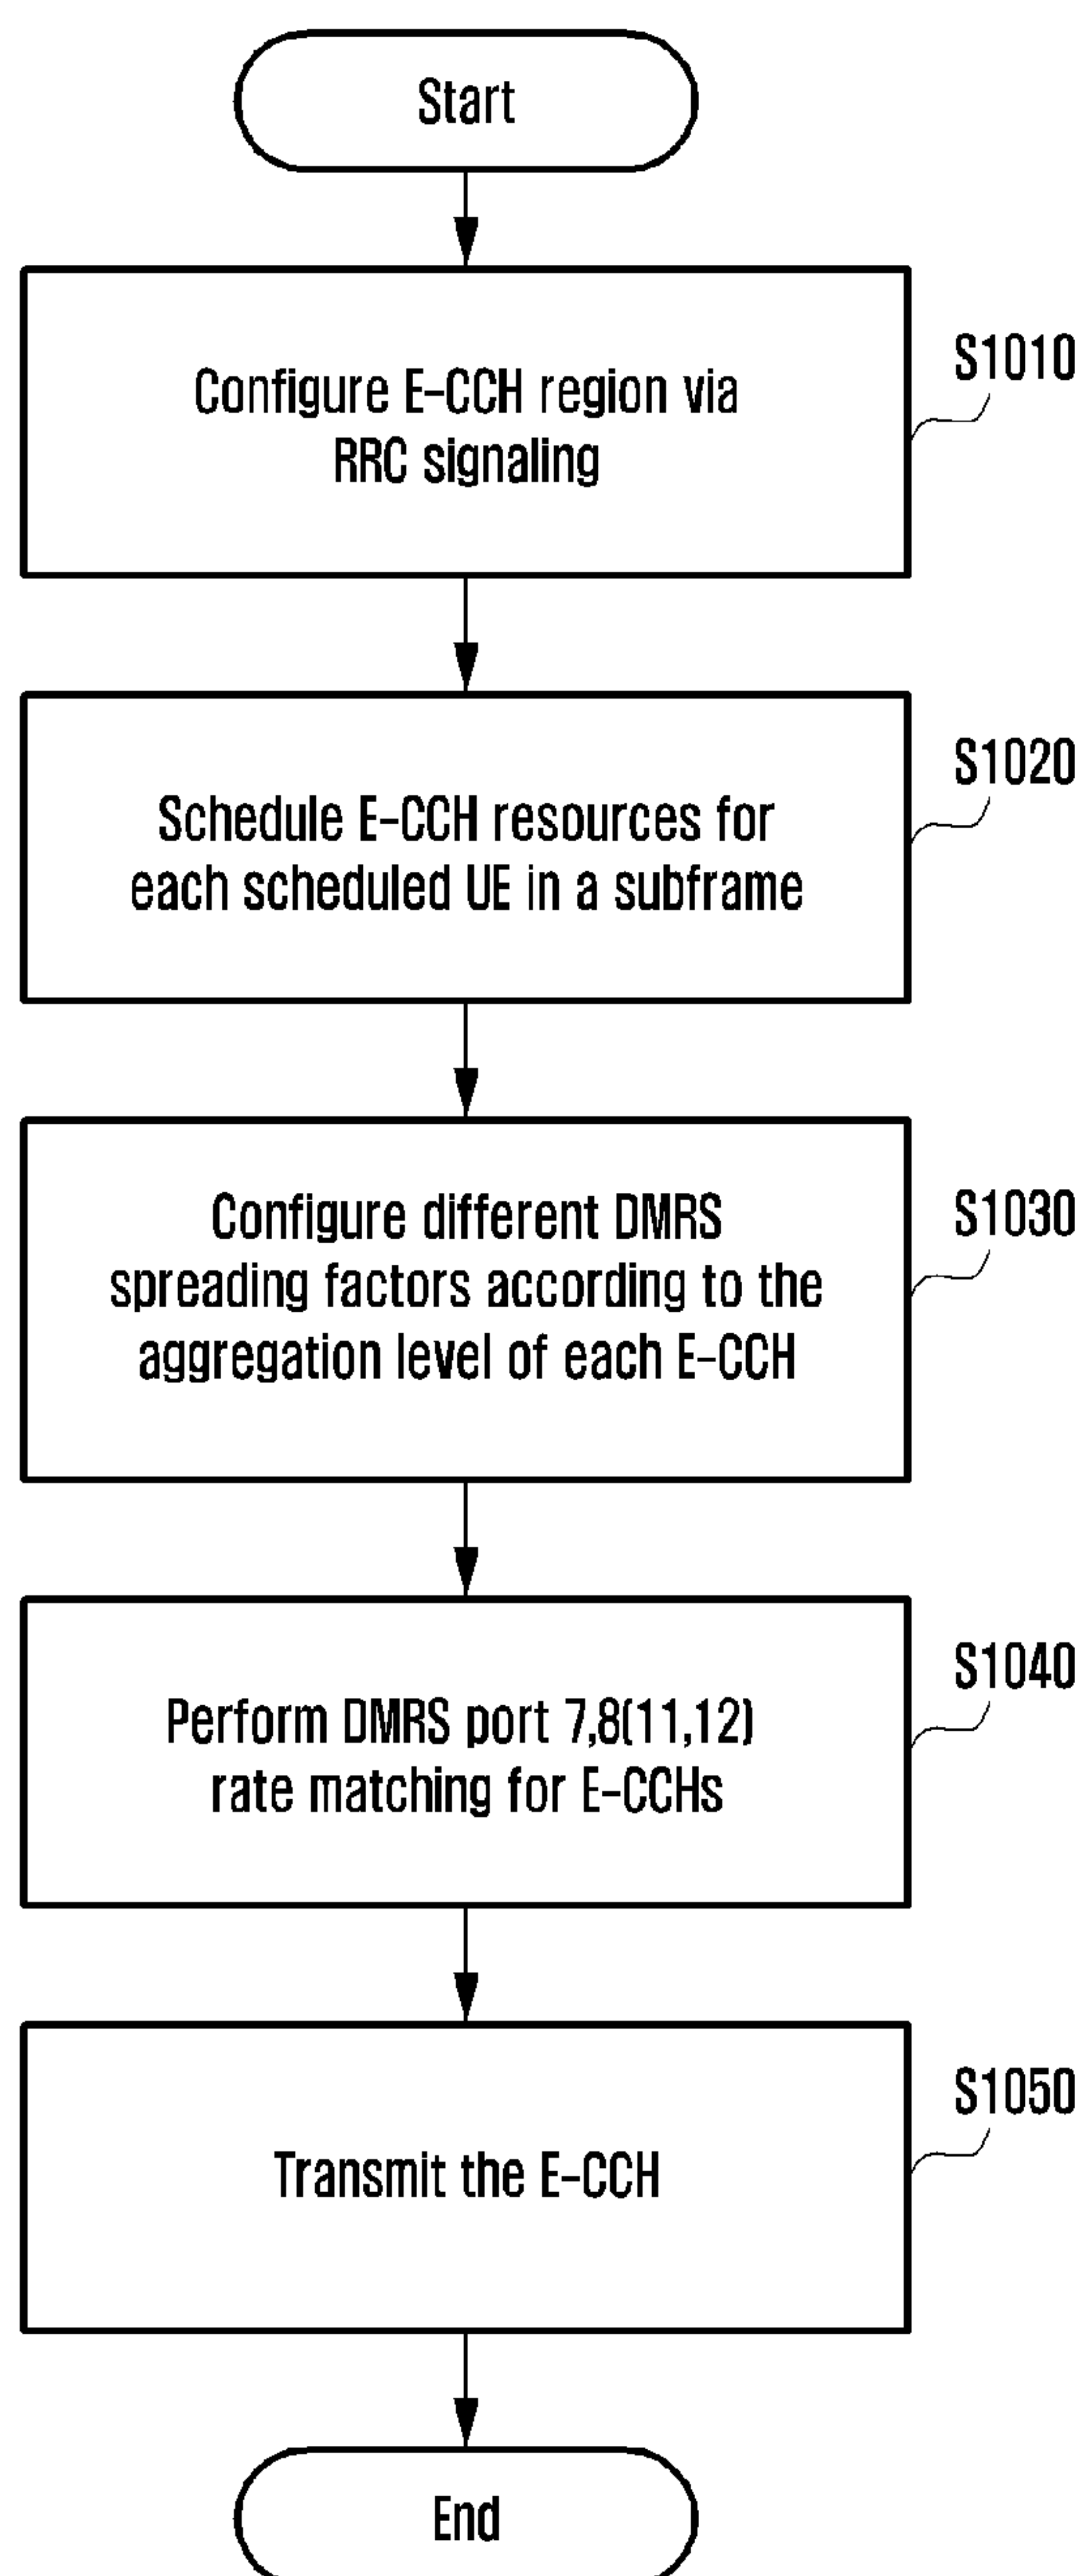 Start
S1010
Configure E-CCH region via
RRC signaling
S1020
Schedule E-CCH resources for
each scheduled UE in a subframe
S1030
Configure different DMRS
spreading factors according to the
aggregation level of each E-CCH
S1040
Perform DMRS port 7,8(11,12)
rate matching for E-CCHs
S1050
Transmit the E-CCH
End